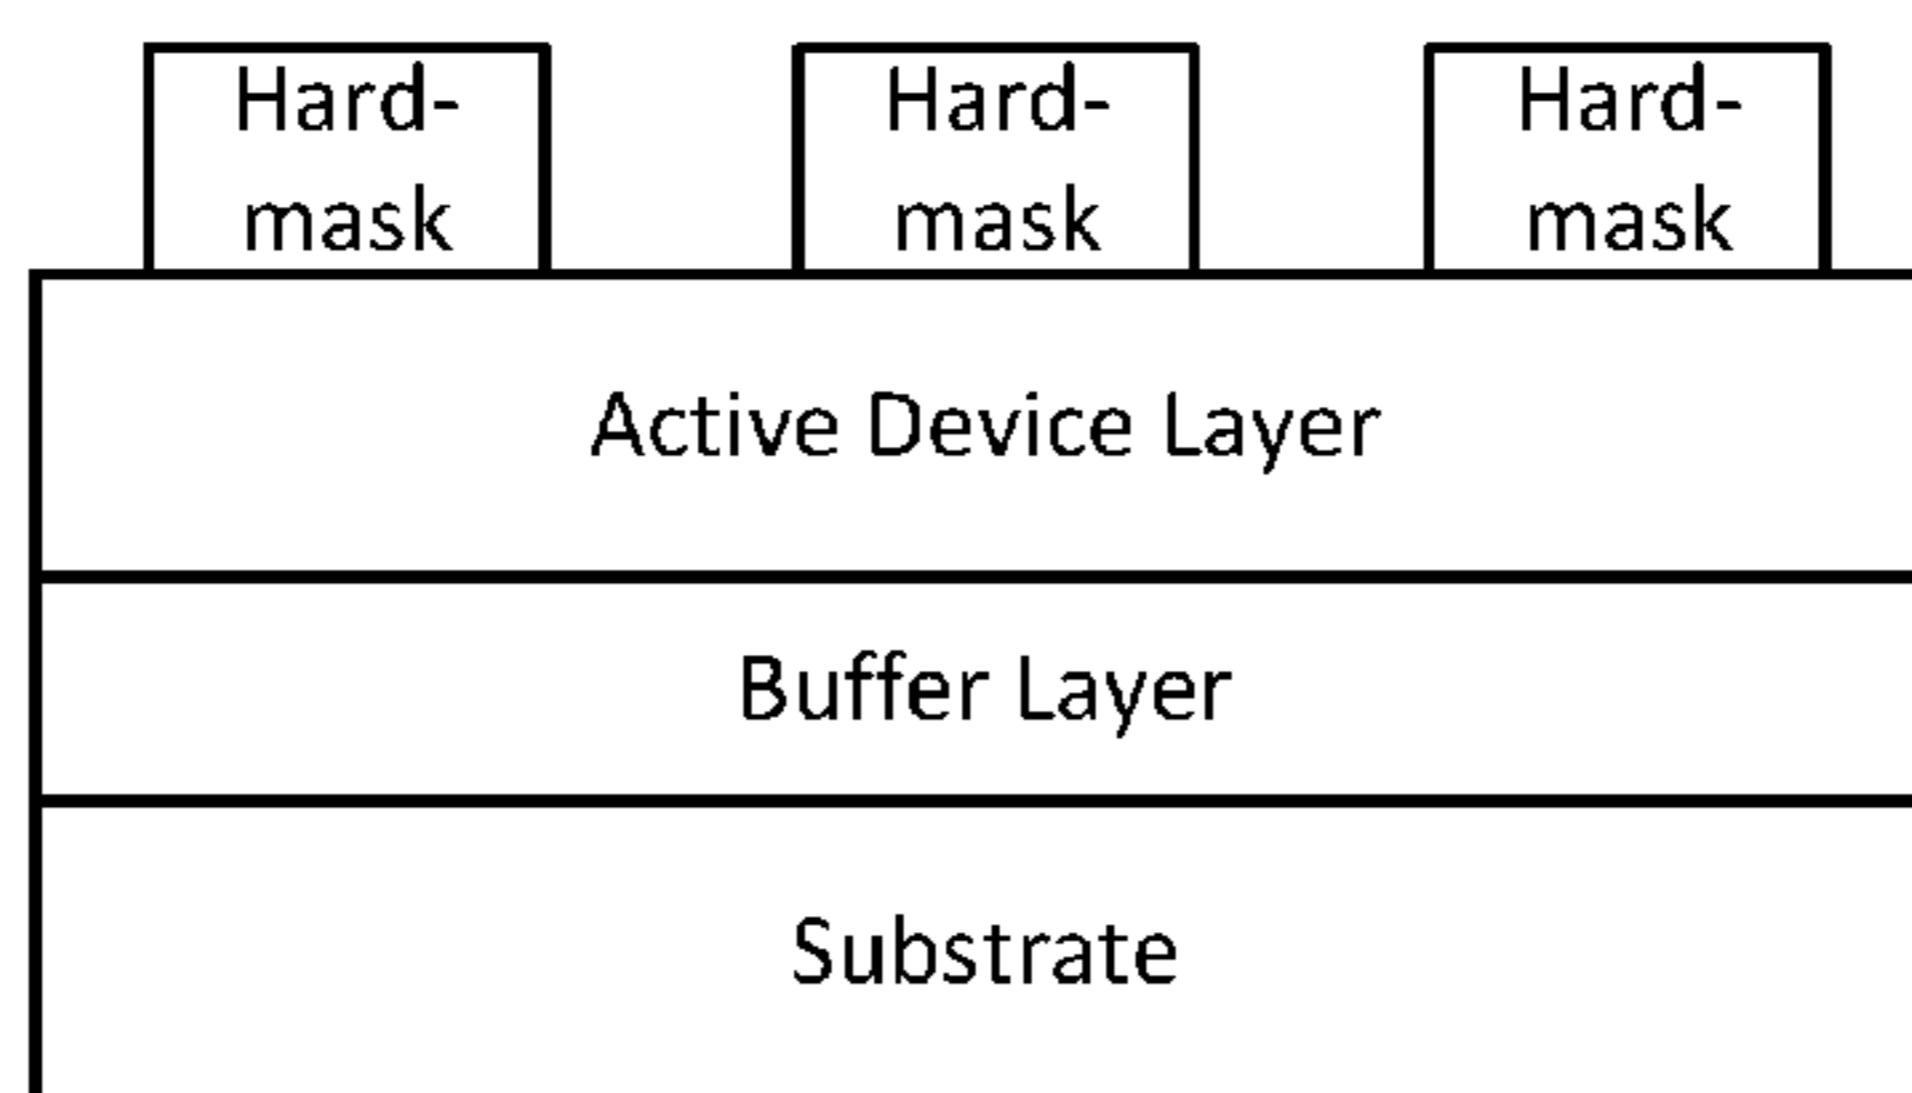 Hard-
mask
Hard-
mask
Hard-
mask
Active Device Layer
Buffer Layer
Substrate